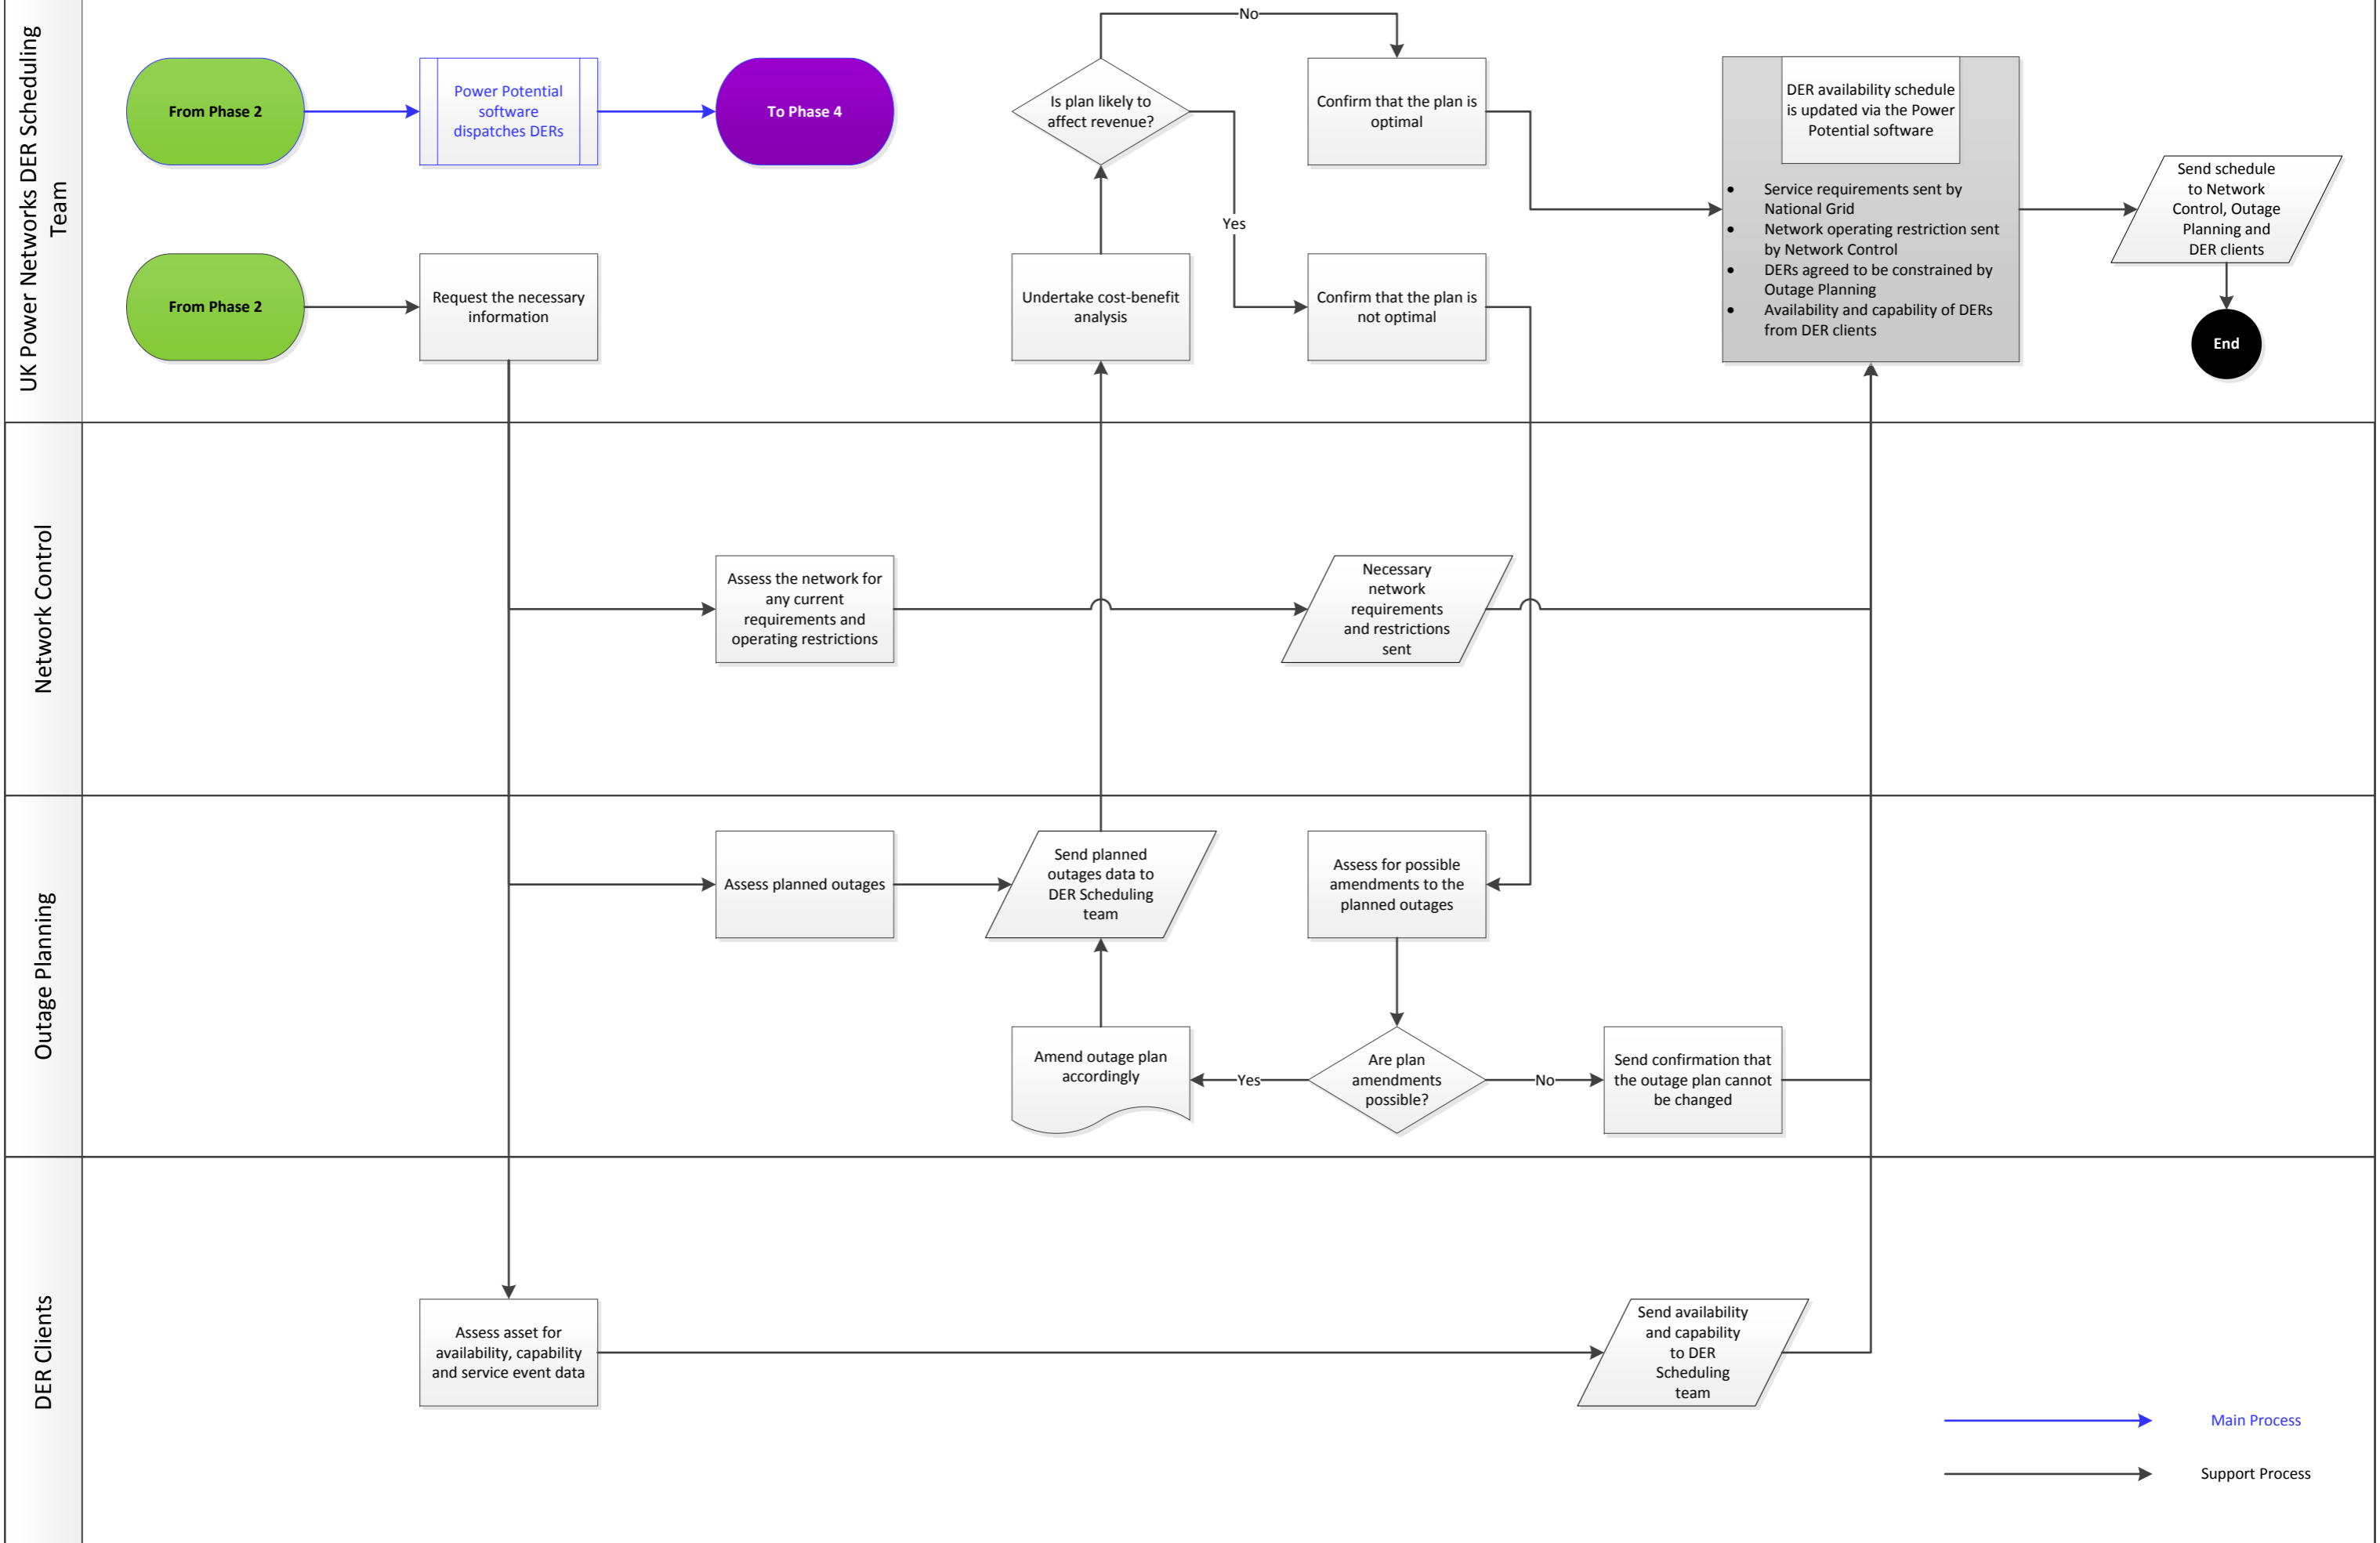 UK Power Networks DER Scheduling
Team
From Phase 2
Power Potential
software
dispatches DERs
To Phase 4
No
Is plan likely to
affect revenue?
Yes
Confirm that the plan is
optimal
DER availability schedule
is updated via the Power
Potential software
• Service requirements sent by
National Grid
• Network operating restriction sent
by Network Control
• DERs agreed to be constrained by
Outage Planning
• Availability and capability of DERs
from DER clients
Send schedule
to Network
Control, Outage
Planning and
DER clients
End
From Phase 2
Request the necessary
information
Undertake cost-benefit
analysis
Confirm that the plan is
not optimal
Network Control
Assess the network for
any current
requirements and
operating restrictions
Necessary
network
requirements
and restrictions
sent
Outage Planning
Assess planned outages
Send planned
outages data to
DER Scheduling
team
Assess for possible
amendments to the
planned outages
Amend outage plan
accordingly
Yes
Are plan
amendments
possible?
No
Send confirmation that
the outage plan cannot
be changed
DER Clients
Assess asset for
availability, capability
and service event data
Send availability
and capability
to DER
Scheduling
team
Main Process
Support Process